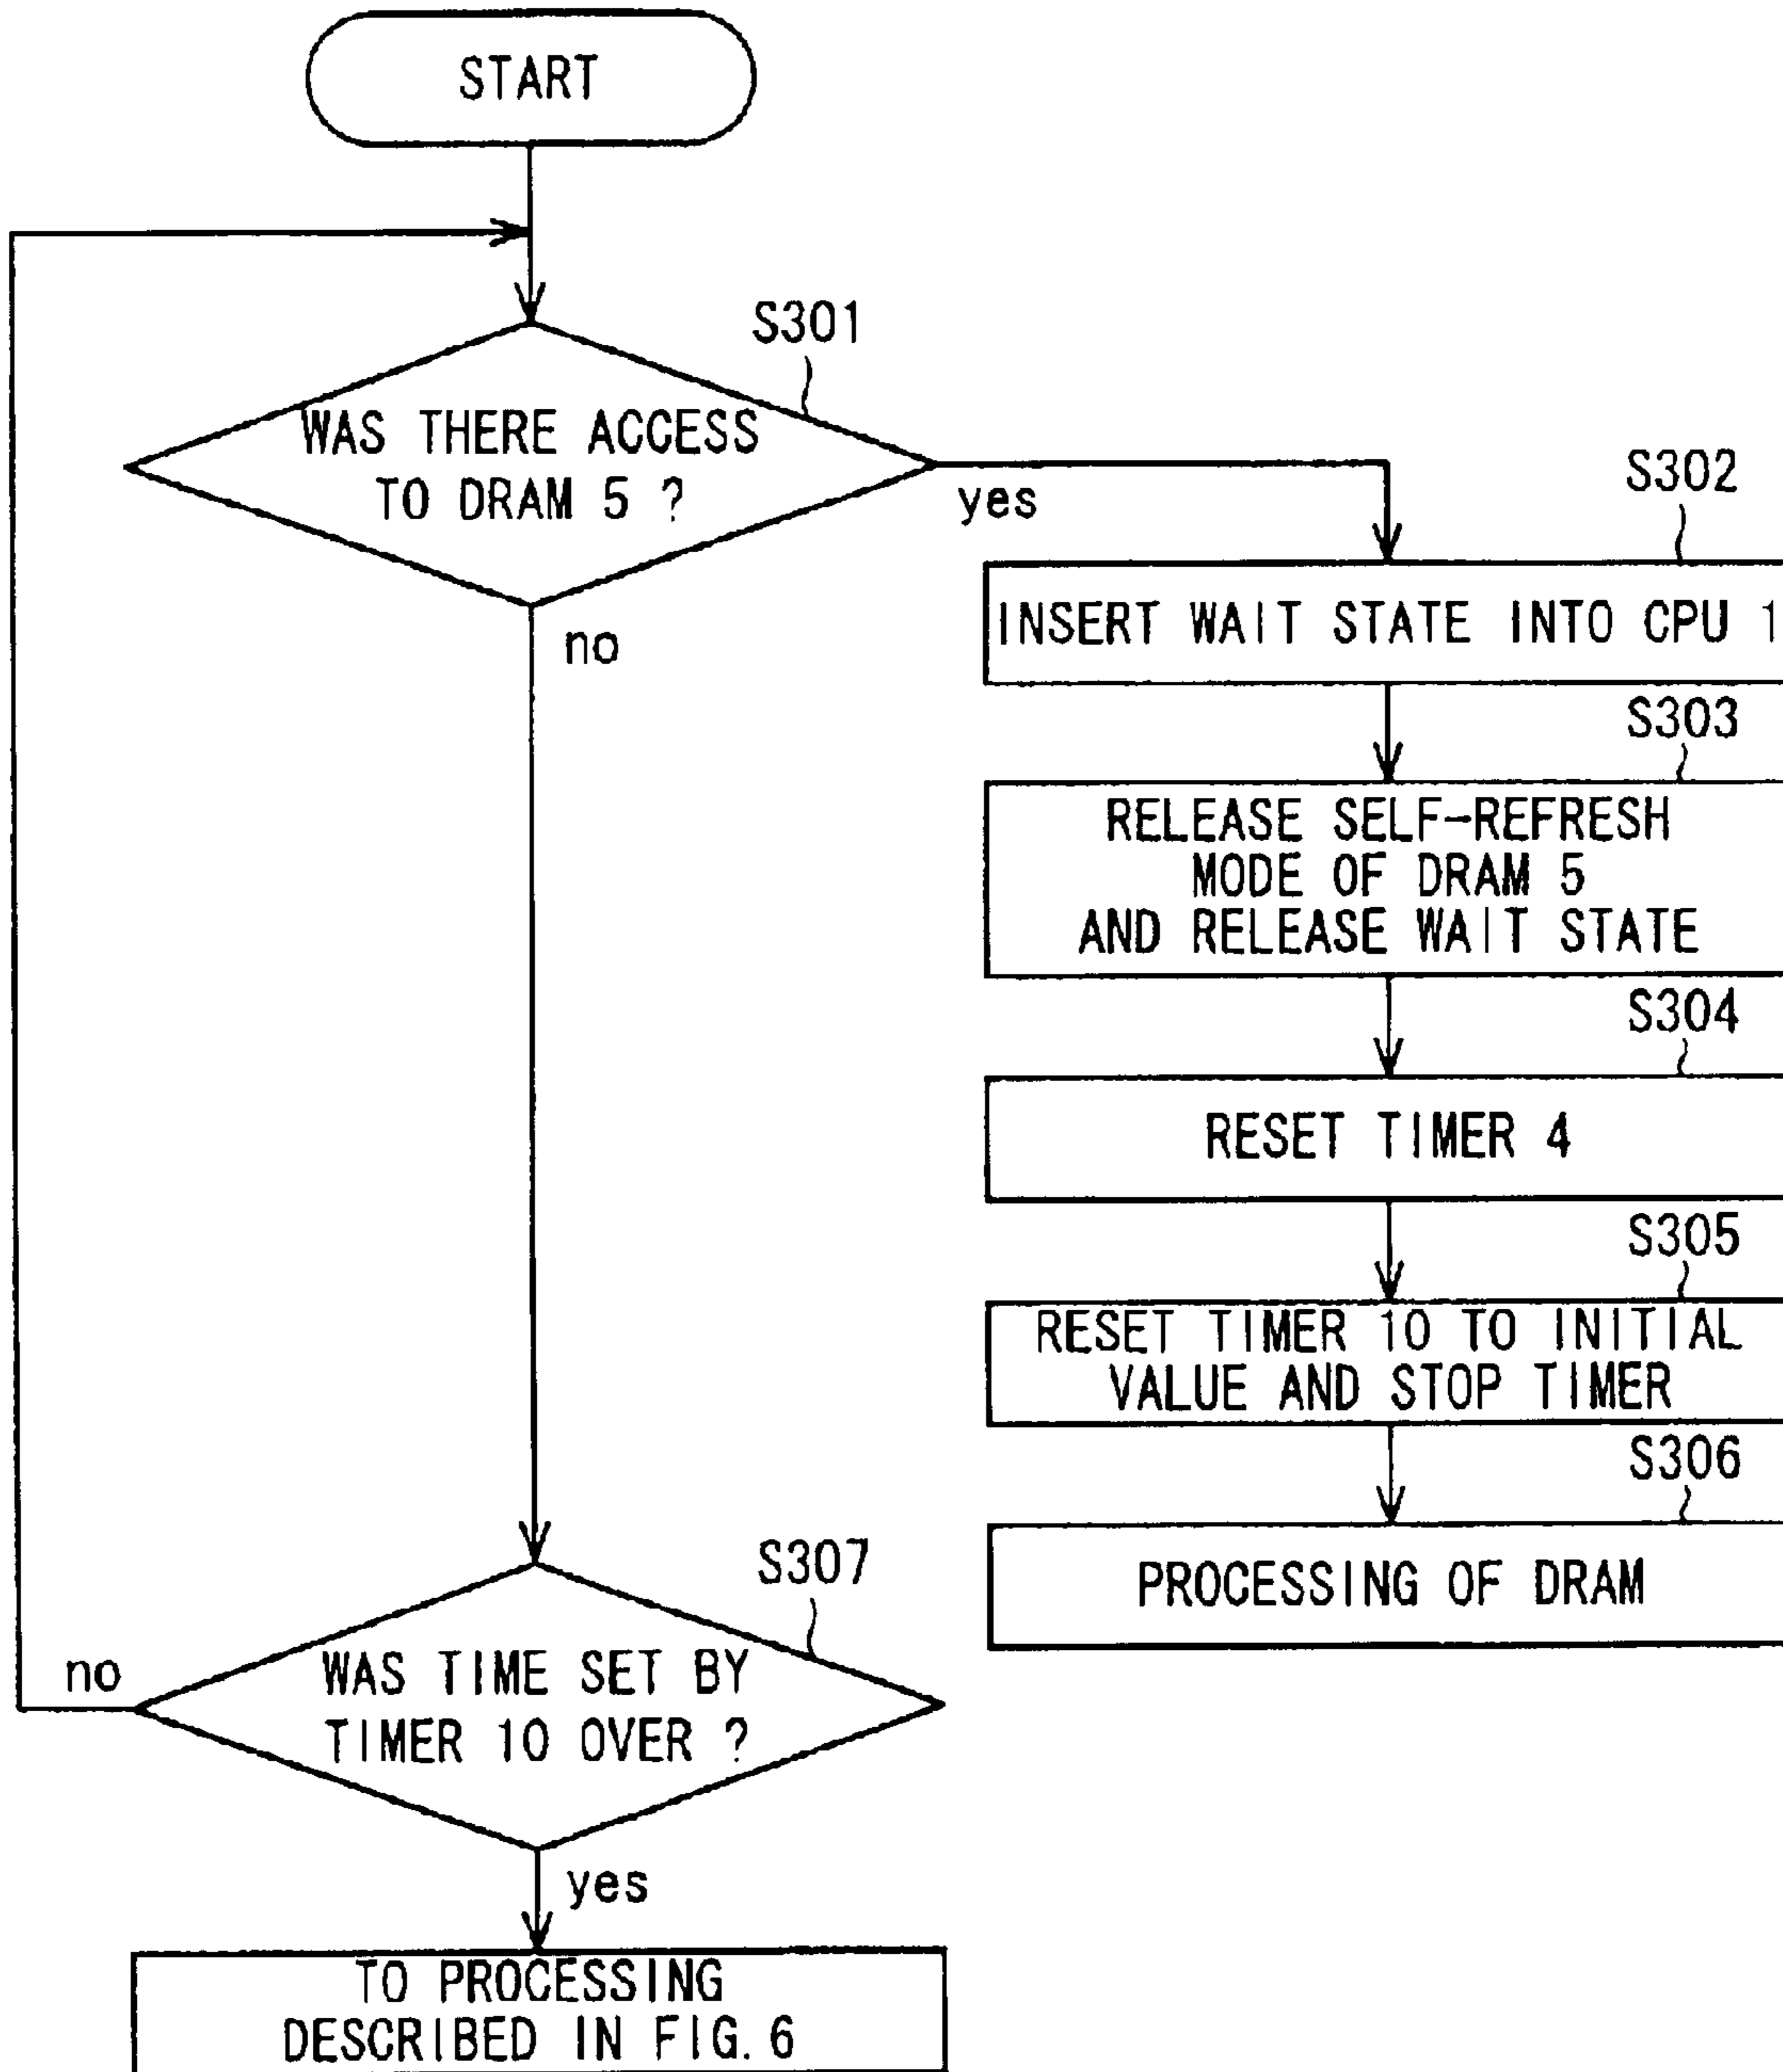 START
S301
WAS THERE ACCESS
TO DRAM 5 ?
yes
no
S302
INSERT WAIT STATE INTO CPU 1
S303
RELEASE SELF-REFRESH
MODE OF DRAM 5
AND RELEASE WAIT STATE
S304
RESET TIMER 4
S305
RESET TIMER 10 TO INITIAL
VALUE AND STOP TIMER
S306
PROCESSING OF DRAM
S307
WAS TIME SET BY
TIMER 10 OVER ?
no
yes
TO PROCESSING
DESCRIBED IN FIG. 6